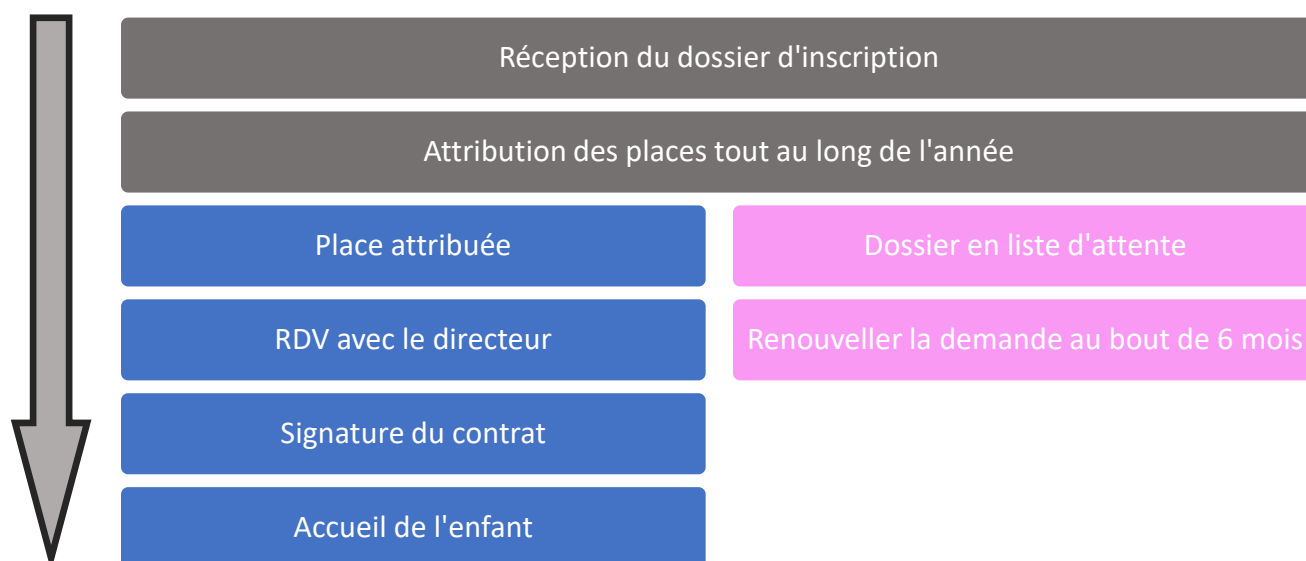 Réception du dossier d'inscription
Attribution des places tout au long de l'année
Place attribuée
Dossier en liste d'attente
RDV avec le directeur
Renouveller la demande au bout de 6 mois
Signature du contrat
Accueil de l'enfant